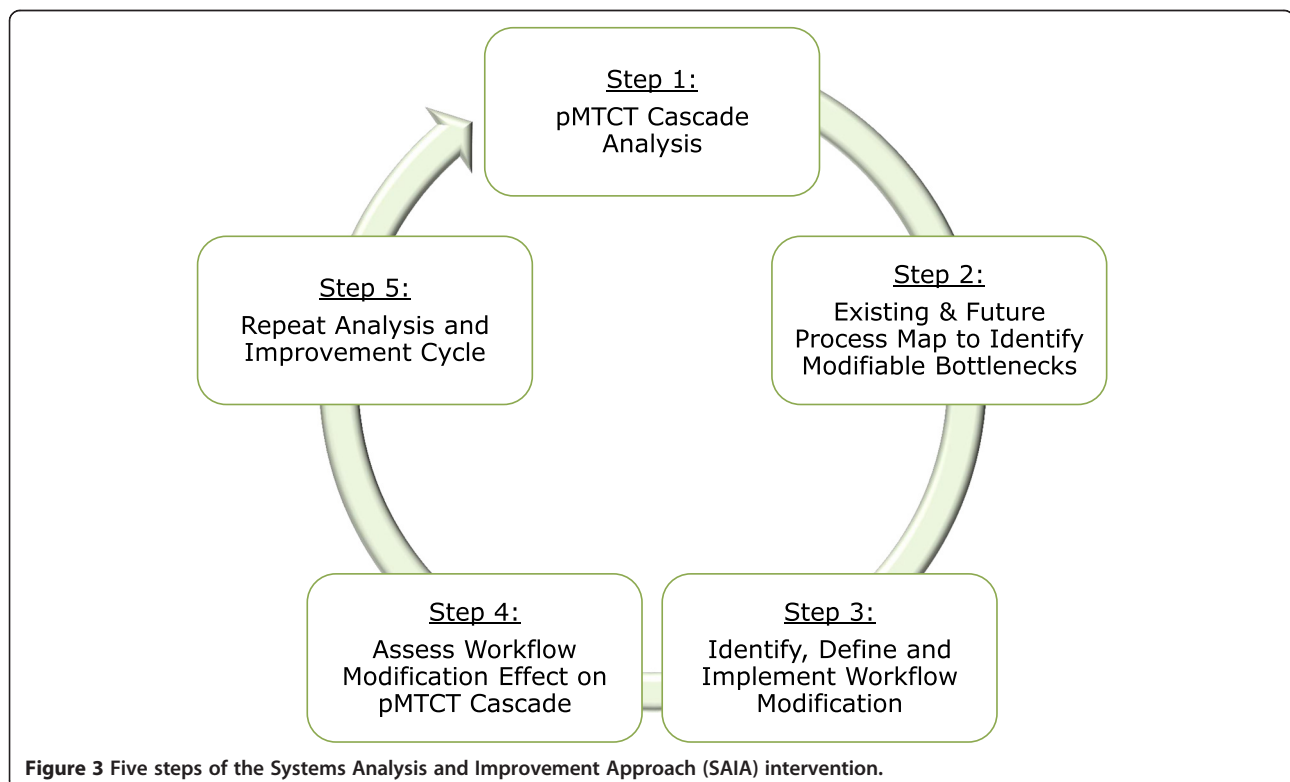 Step 1:
pMTCT Cascade
Analysis
Step 2:
Existing & Future
Process Map to Identify
Modifiable Bottlenecks
Step 3:
Identify, Define and
Implement Workflow
Modification
Step 4:
Assess Workflow
Modification Effect on
pMTCT Cascade
Step 5:
Repeat Analysis and
Improvement Cycle
Figure 3 Five steps of the Systems Analysis and Improvement Approach (SAIA) intervention.